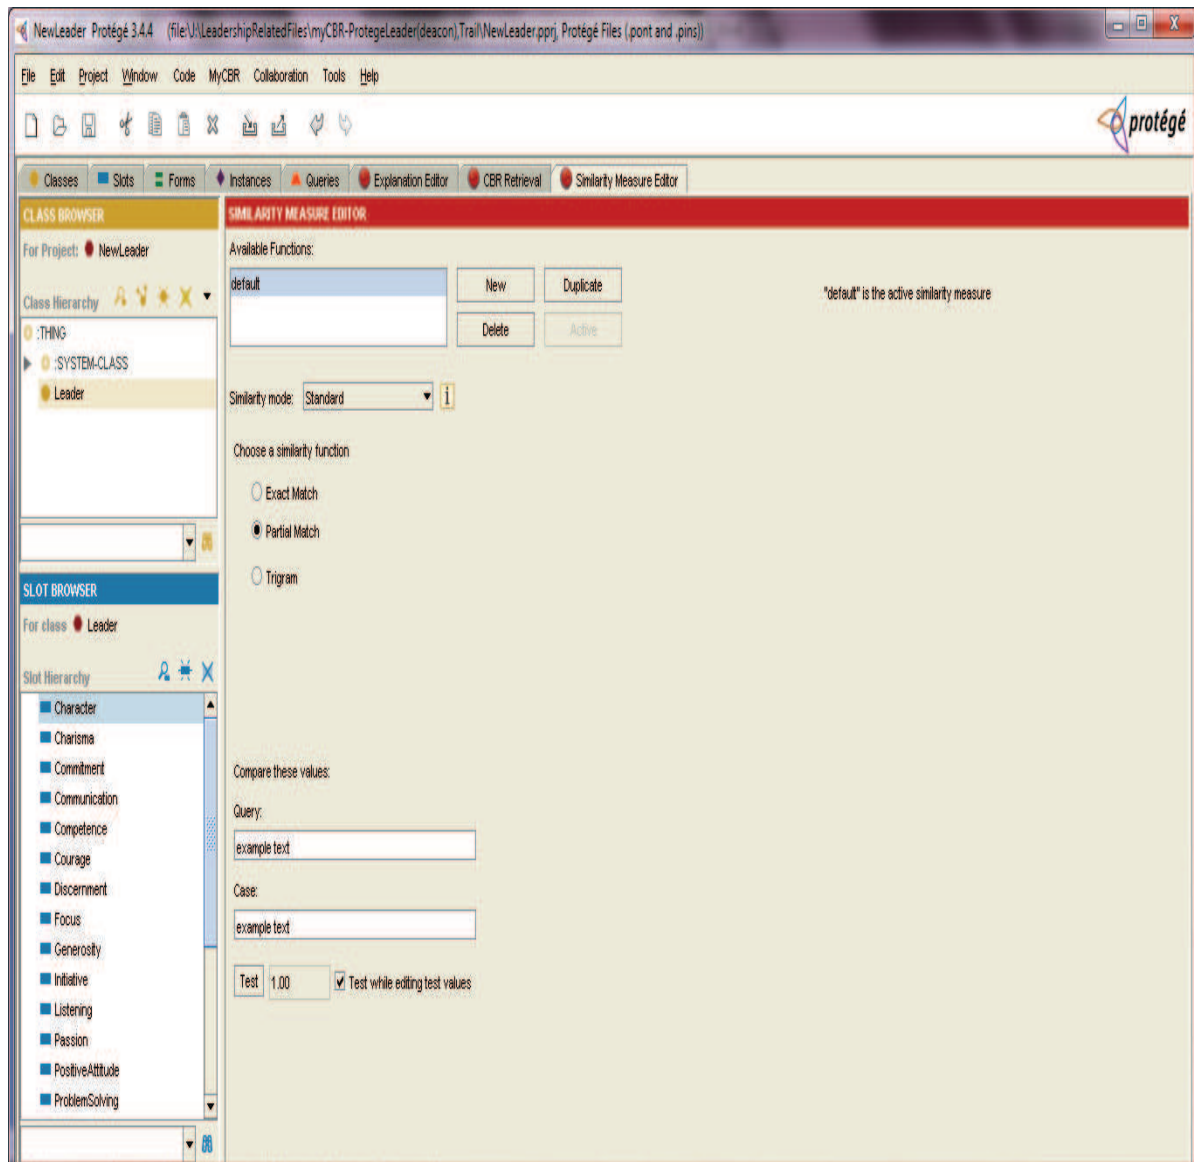 NewLeader Protégé 3.4.4 (file:\J:\LeadershipRelatedFiles\myCBR-ProtegeLeader(deacon),Trail\NewLeader.pprj, Protégé Files (.pont and .pins))
File Edit Project Window Code MyCBR Collaboration Tools Help
protégé
Classes Slots Forms Instances Queries Explanation Editor CBR Retrieval Similarity Measure Editor
CLASS BROWSER
For Project: NewLeader
Class Hierarchy
:THING
:SYSTEM-CLASS
Leader
SLOT BROWSER
For class Leader
Slot Hierarchy
Character
Charisma
Commitment
Communication
Competence
Courage
Discernment
Focus
Generosity
Initiative
Listening
Passion
PositiveAttitude
ProblemSolving
SIMILARITY MEASURE EDITOR
Available Functions:
default
New Duplicate
"default" is the active similarity measure
Delete Active
Similarity mode: Standard i
Choose a similarity function
Exact Match
Partial Match
Trigram
Compare these values:
Query:
example text
Case:
example text
Test 1.00 Test while editing test values